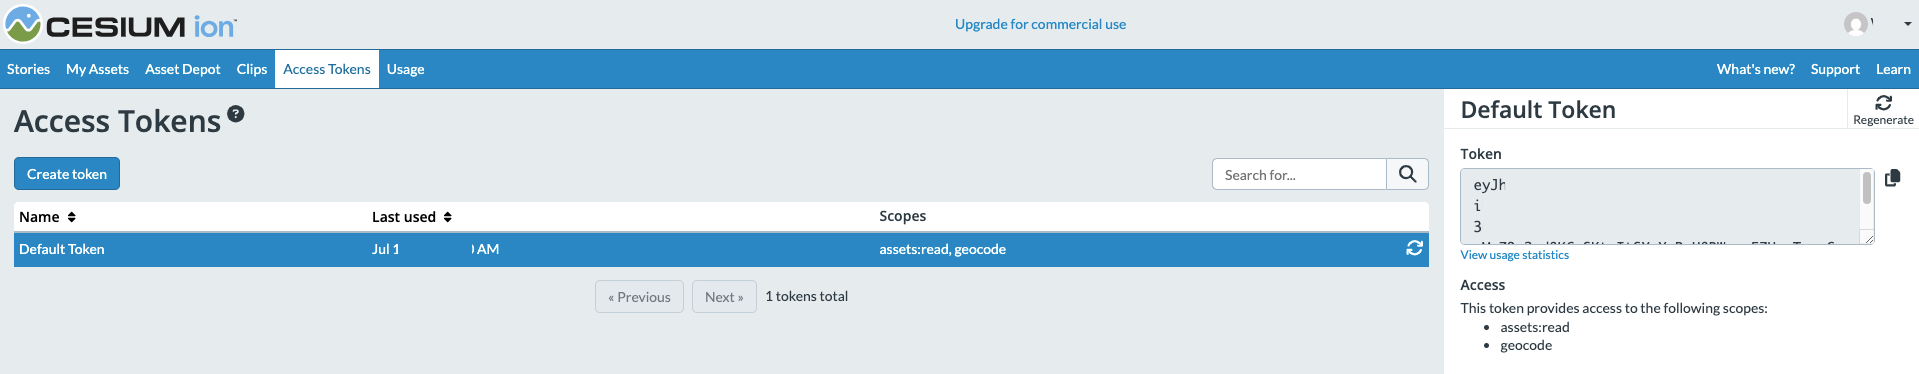 CESIUM ion
Upgrade for commercial use
Stories My Assets Asset Depot Clips Access Tokens Usage What's new? Support Learn
Access Tokens ?
Create token
Search for...
Name Last used Scopes
Default Token Jul 1 AM assets:read, geocode
« Previous Next » 1 tokens total
Default Token
Regenerate
Token
eyJh
i
3
View usage statistics
Access
This token provides access to the following scopes:
• assets:read
• geocode